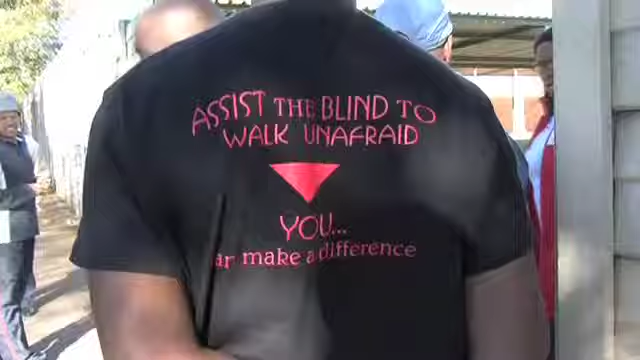 ASSIST THE BLIND TO
WALK UNAFRAID
YOU...
make a difference